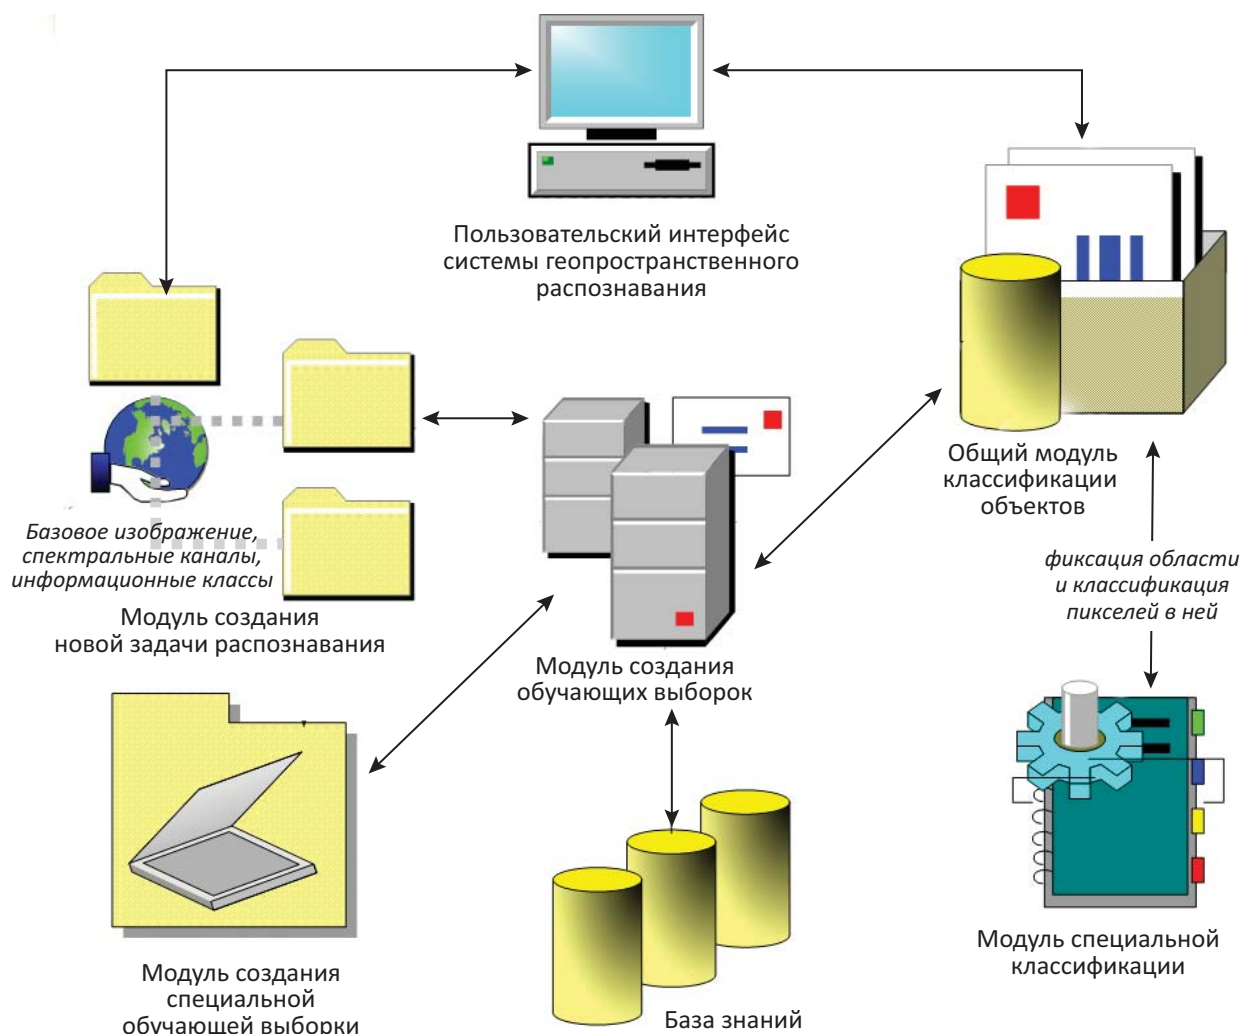 Пользовательский интерфейс
системы геопространственного
распознавания
Базовое изображение,
спектральные каналы,
информационные классы
Модуль создания
новой задачи распознавания
Общий модуль
классификации
объектов
фиксация области
и классификация
пикселей в ней
Модуль создания
обучающих выборок
Модуль специальной
классификации
Модуль создания
специальной
обучающей выборки
База знаний